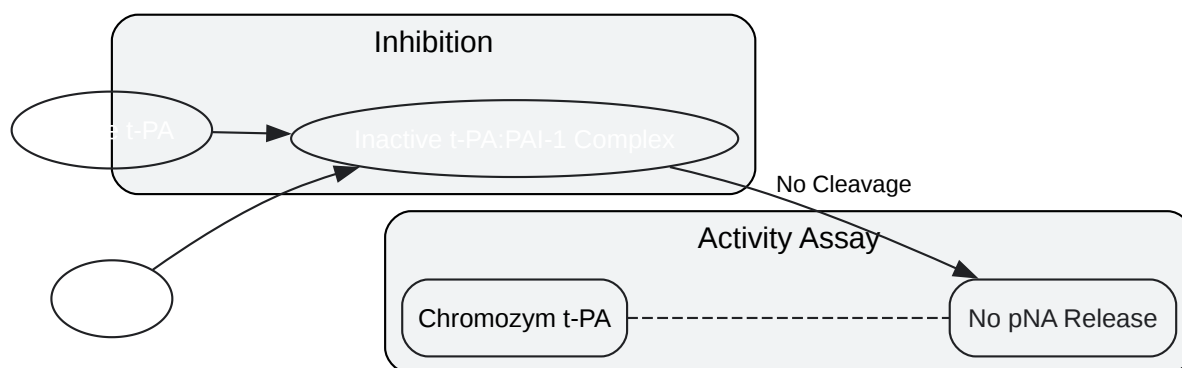 Inhibition
e t-PA
Inactive t-PA:PAI-1 Complex
No Cleavage
Activity Assay
Chromozym t-PA
No pNA Release